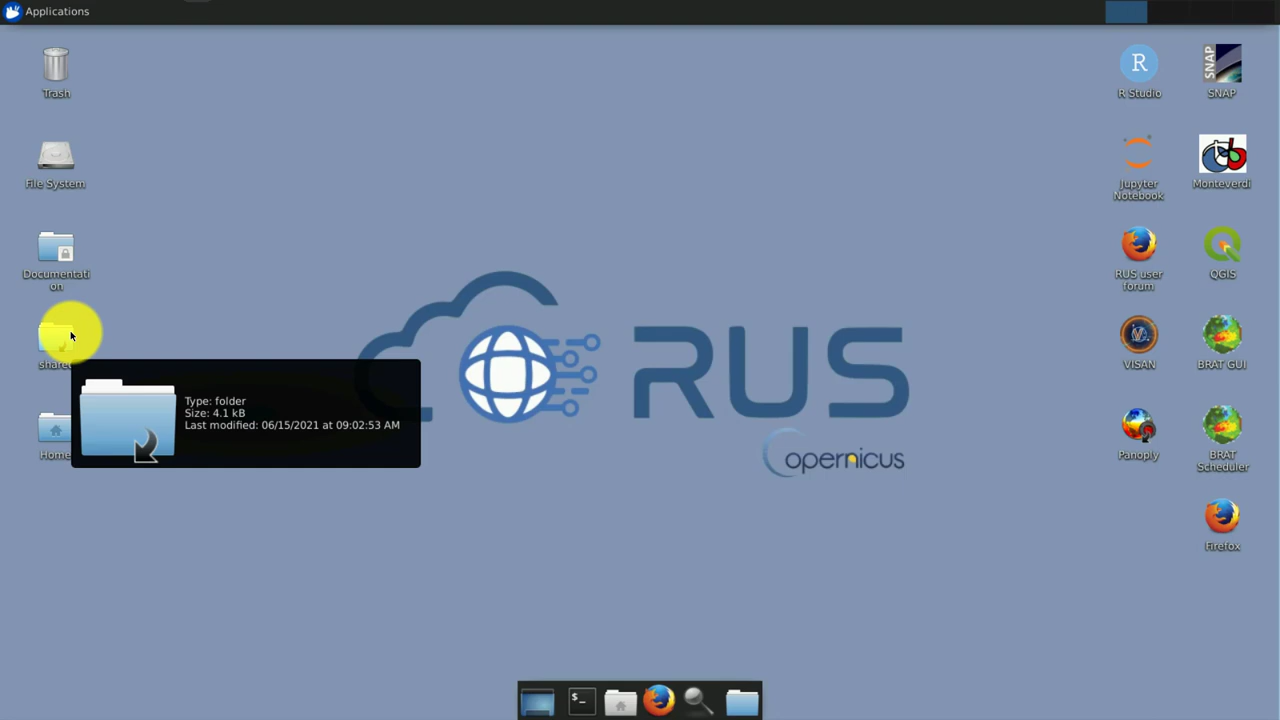 Applications
Trash
File System
Documentati
on
share
Type: folder
Size: 4.1 kB
Last modified: 06/15/2021 at 09:02:53 AM
Home
RUS
opernicus
R
R Studio
SNAP
SNAP
Jupyter
Notebook
Monteverdi
RUS user
forum
QGIS
VISAN
BRAT GUI
Panoply
BRAT
Scheduler
Firefox
$_